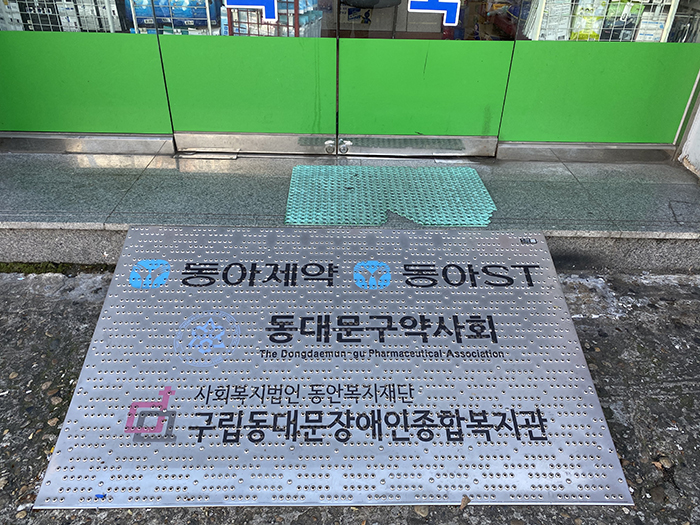 동아제약 동아ST
동대문구약사회
The Dongdaemun-gu Pharmaceutical Association
사회복지법인 동안복지재단
구립동대문장애인종합복지관